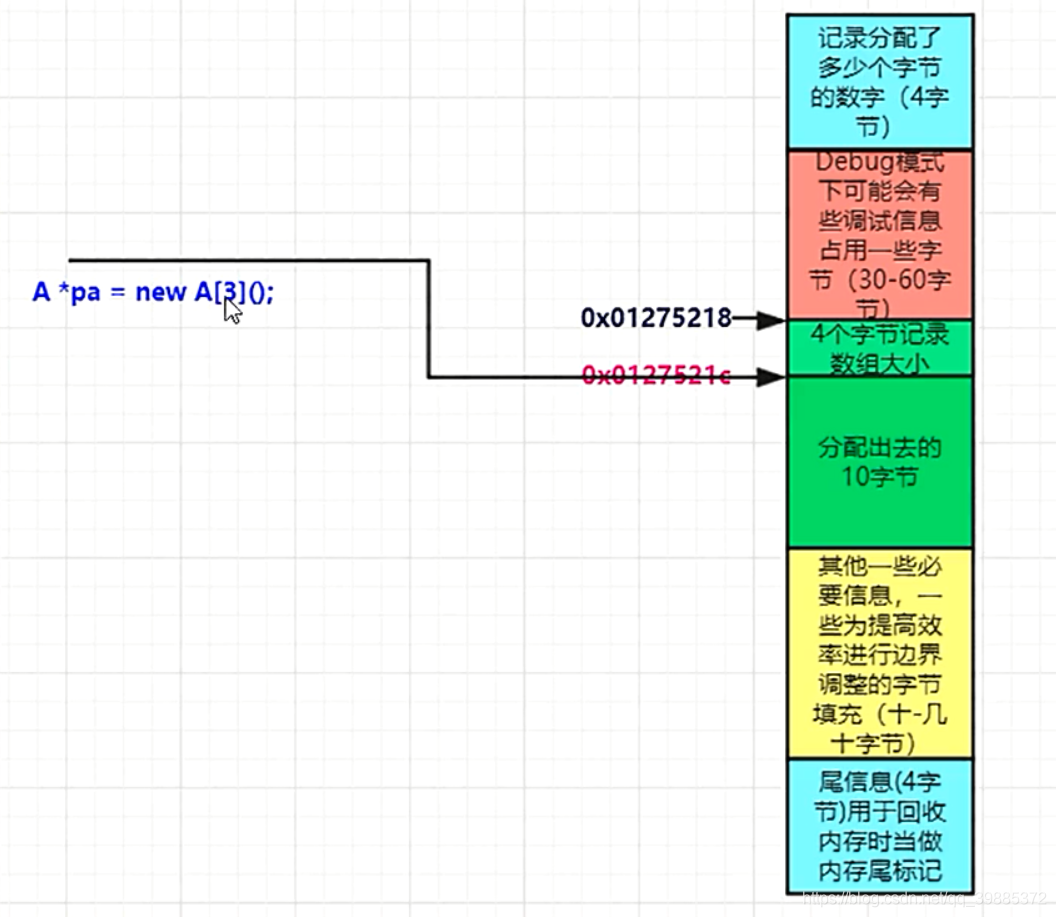 记录分配了
多少个字节
的数字（4字
节）
Debug模式
下可能会有
些调试信息
占用一些字
节（30-60字
节）
A *pa = new A[3]();
0x01275218
4个字节记录
数组大小
0x0127521c
分配出去的
10字节
其他一些必
要信息，一
些为提高效
率进行边界
调整的字节
填充（十-几
十字节）
尾信息(4字
节)用于回收
内存时当做
内存尾标记
https://blog.csdn.net/qq_39885372